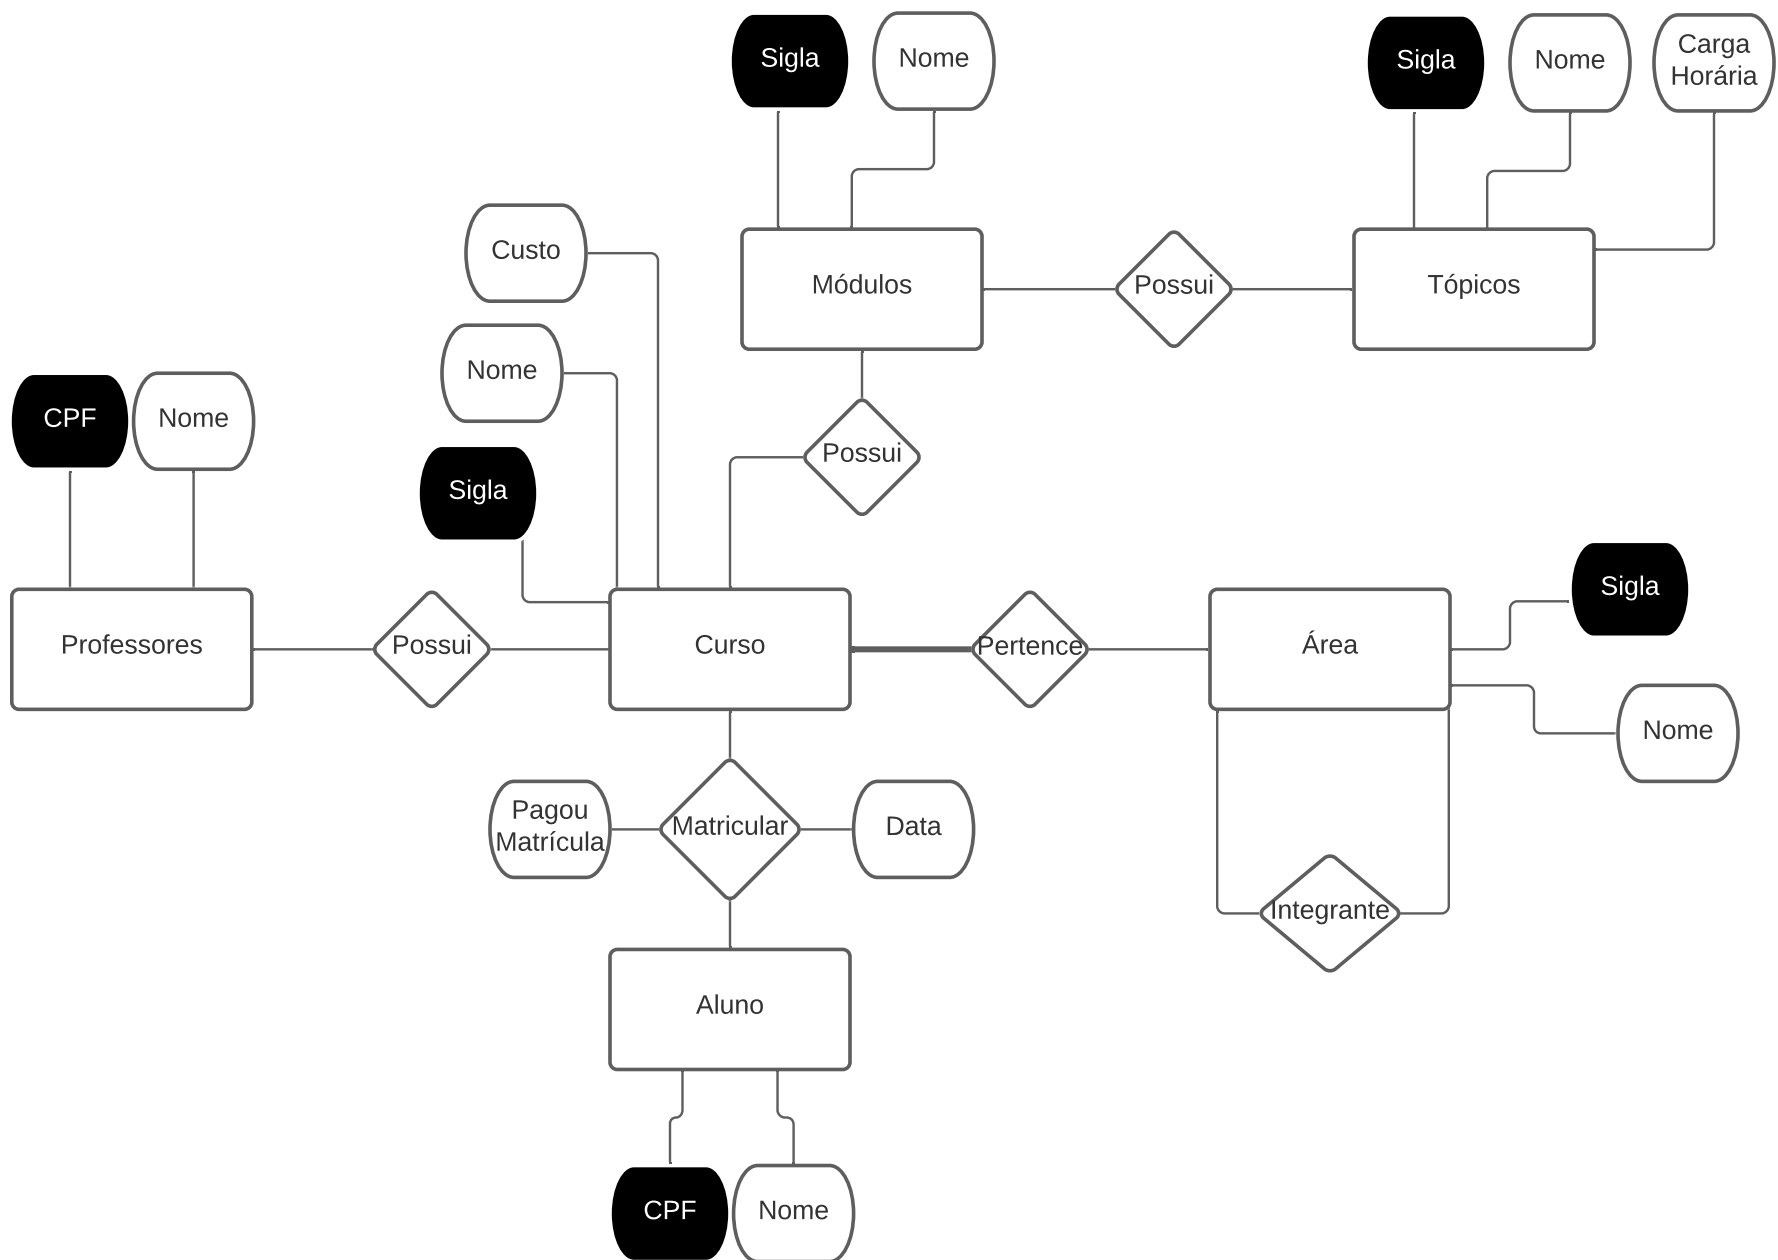 Sigla
Nome
Sigla
Nome
Carga
Horária
Custo
Módulos
Possui
Tópicos
Nome
CPF
Nome
Possui
Sigla
Sigla
Professores
Possui
Curso
Pertence
Área
Nome
Pagou
Matrícula
Matricular
Data
Integrante
Aluno
CPF
Nome